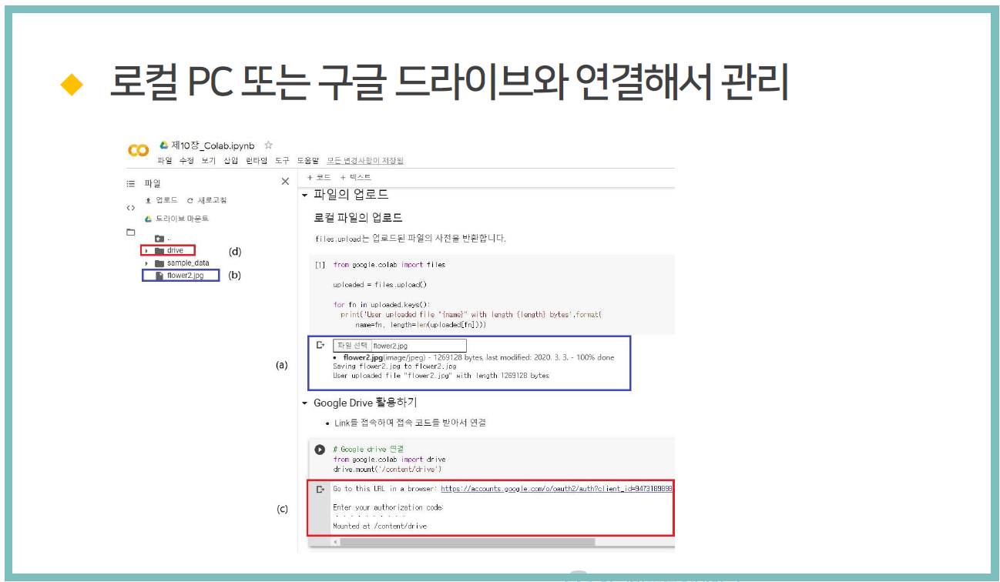 로컬 PC 또는 구글 드라이브와 연결해서 관리
제10장_Colab.ipynb
파일 수정 보기 삽입 런타임 도구 도움말 모든 변경사항이 저장됨
파일
업로드 새로고침
드라이브 마운트
..
drive
(d)
sample_data
flower2.jpg
(b)
+ 코드 + 텍스트
파일의 업로드
로컬 파일의 업로드
files.upload는 업로드된 파일의 사전을 반환합니다.
[1] from google.colab import files
uploaded = files.upload()
for fn in uploaded.keys():
print('User uploaded file "{name}" with length {length} bytes'.format(
name=fn, length=len(uploaded[fn])))
(a)
파일 선택 flower2.jpg
• flower2.jpg(image/jpeg) - 1269128 bytes, last modified: 2020. 3. 3. - 100% done
Saving flower2.jpg to flower2.jpg
User uploaded file "flower2.jpg" with length 1269128 bytes
Google Drive 활용하기
• Link를 접속하여 접속 코드를 받아서 연결
# Google drive 연결
from google.colab import drive
drive.mount('/content/drive')
(c)
Go to this URL in a browser: https://accounts.google.com/o/oauth2/auth?client_id=9473189898
Enter your authorization code:
··········
Mounted at /content/drive